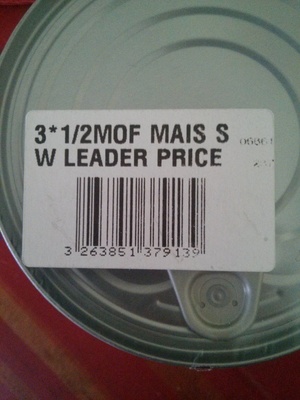 3*1/2MOF MAIS S
W LEADER PRICE
3 263851 379139